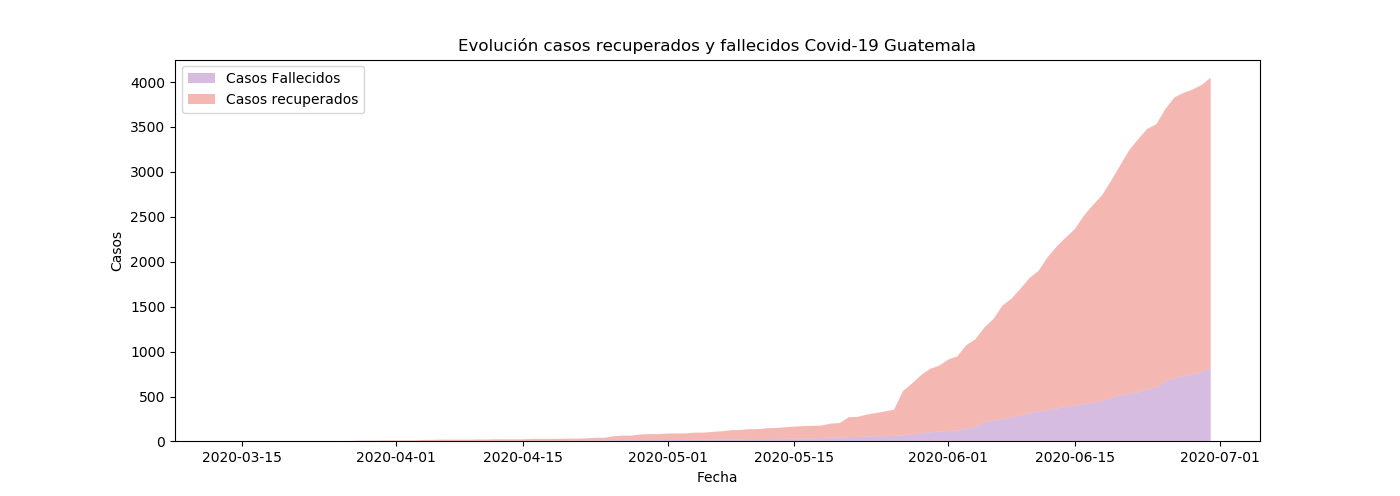 Evolución casos recuperados y fallecidos Covid-19 Guatemala
Casos Fallecidos
Casos recuperados
4000
3500
3000
2500
2000
1500
1000
500
0
Casos
2020-03-15 2020-04-01 2020-04-15 2020-05-01 2020-05-15 2020-06-01 2020-06-15 2020-07-01
Fecha